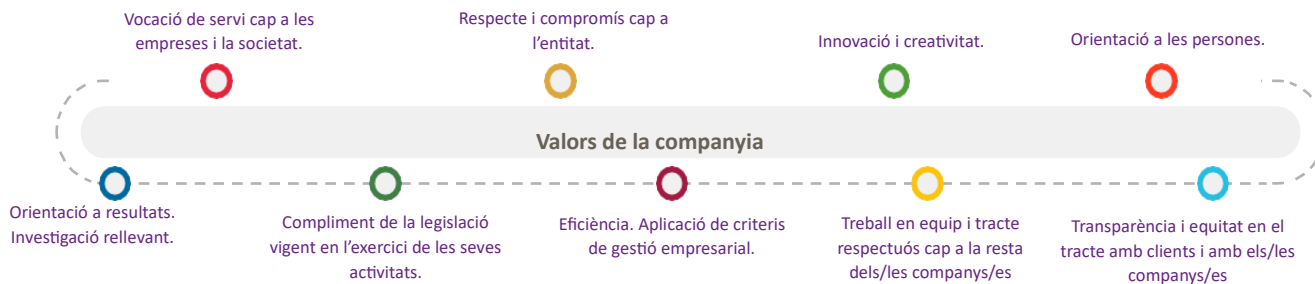 Vocació de servi cap a les
empreses i la societat.
Respecte i compromís cap a
l'entitat.
Innovació i creativitat.
Orientació a les persones.
Valors de la companyia
Orientació a resultats.
Investigació rellevant.
Compliment de la legislació
vigent en l'exercici de les seves
activitats.
Eficiència. Aplicació de criteris
de gestió empresarial.
Treball en equip i tracte
respectuós cap a la resta
dels/les companys/es
Transparència i equitat en el
tracte amb clients i amb els/les
companys/es